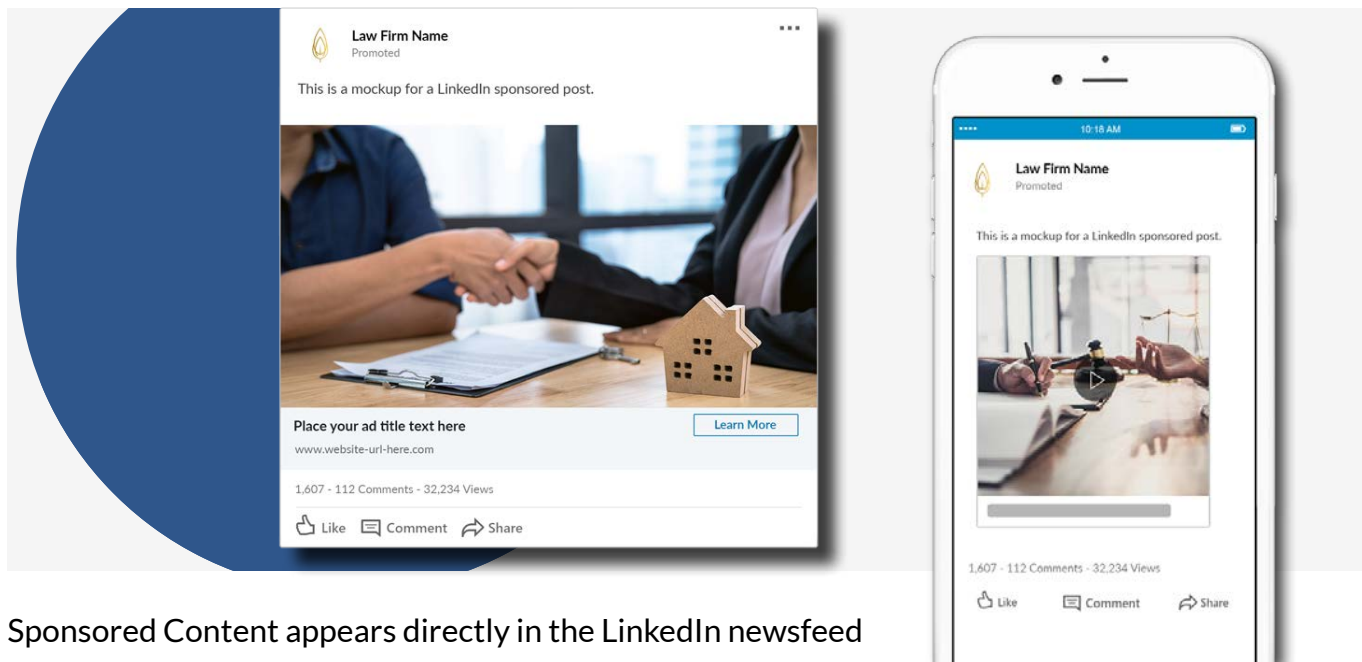 Law Firm Name
Promoted
This is a mockup for a LinkedIn sponsored post.
Place your ad title text here
Learn More
www.website-url-here.com
1,607 - 112 Comments - 32,234 Views
Like Comment Share
10:18 AM
Law Firm Name
Promoted
This is a mockup for a LinkedIn sponsored post.
1,607 - 112 Comments - 32,234 Views
Like Comment Share
Sponsored Content appears directly in the LinkedIn newsfeed